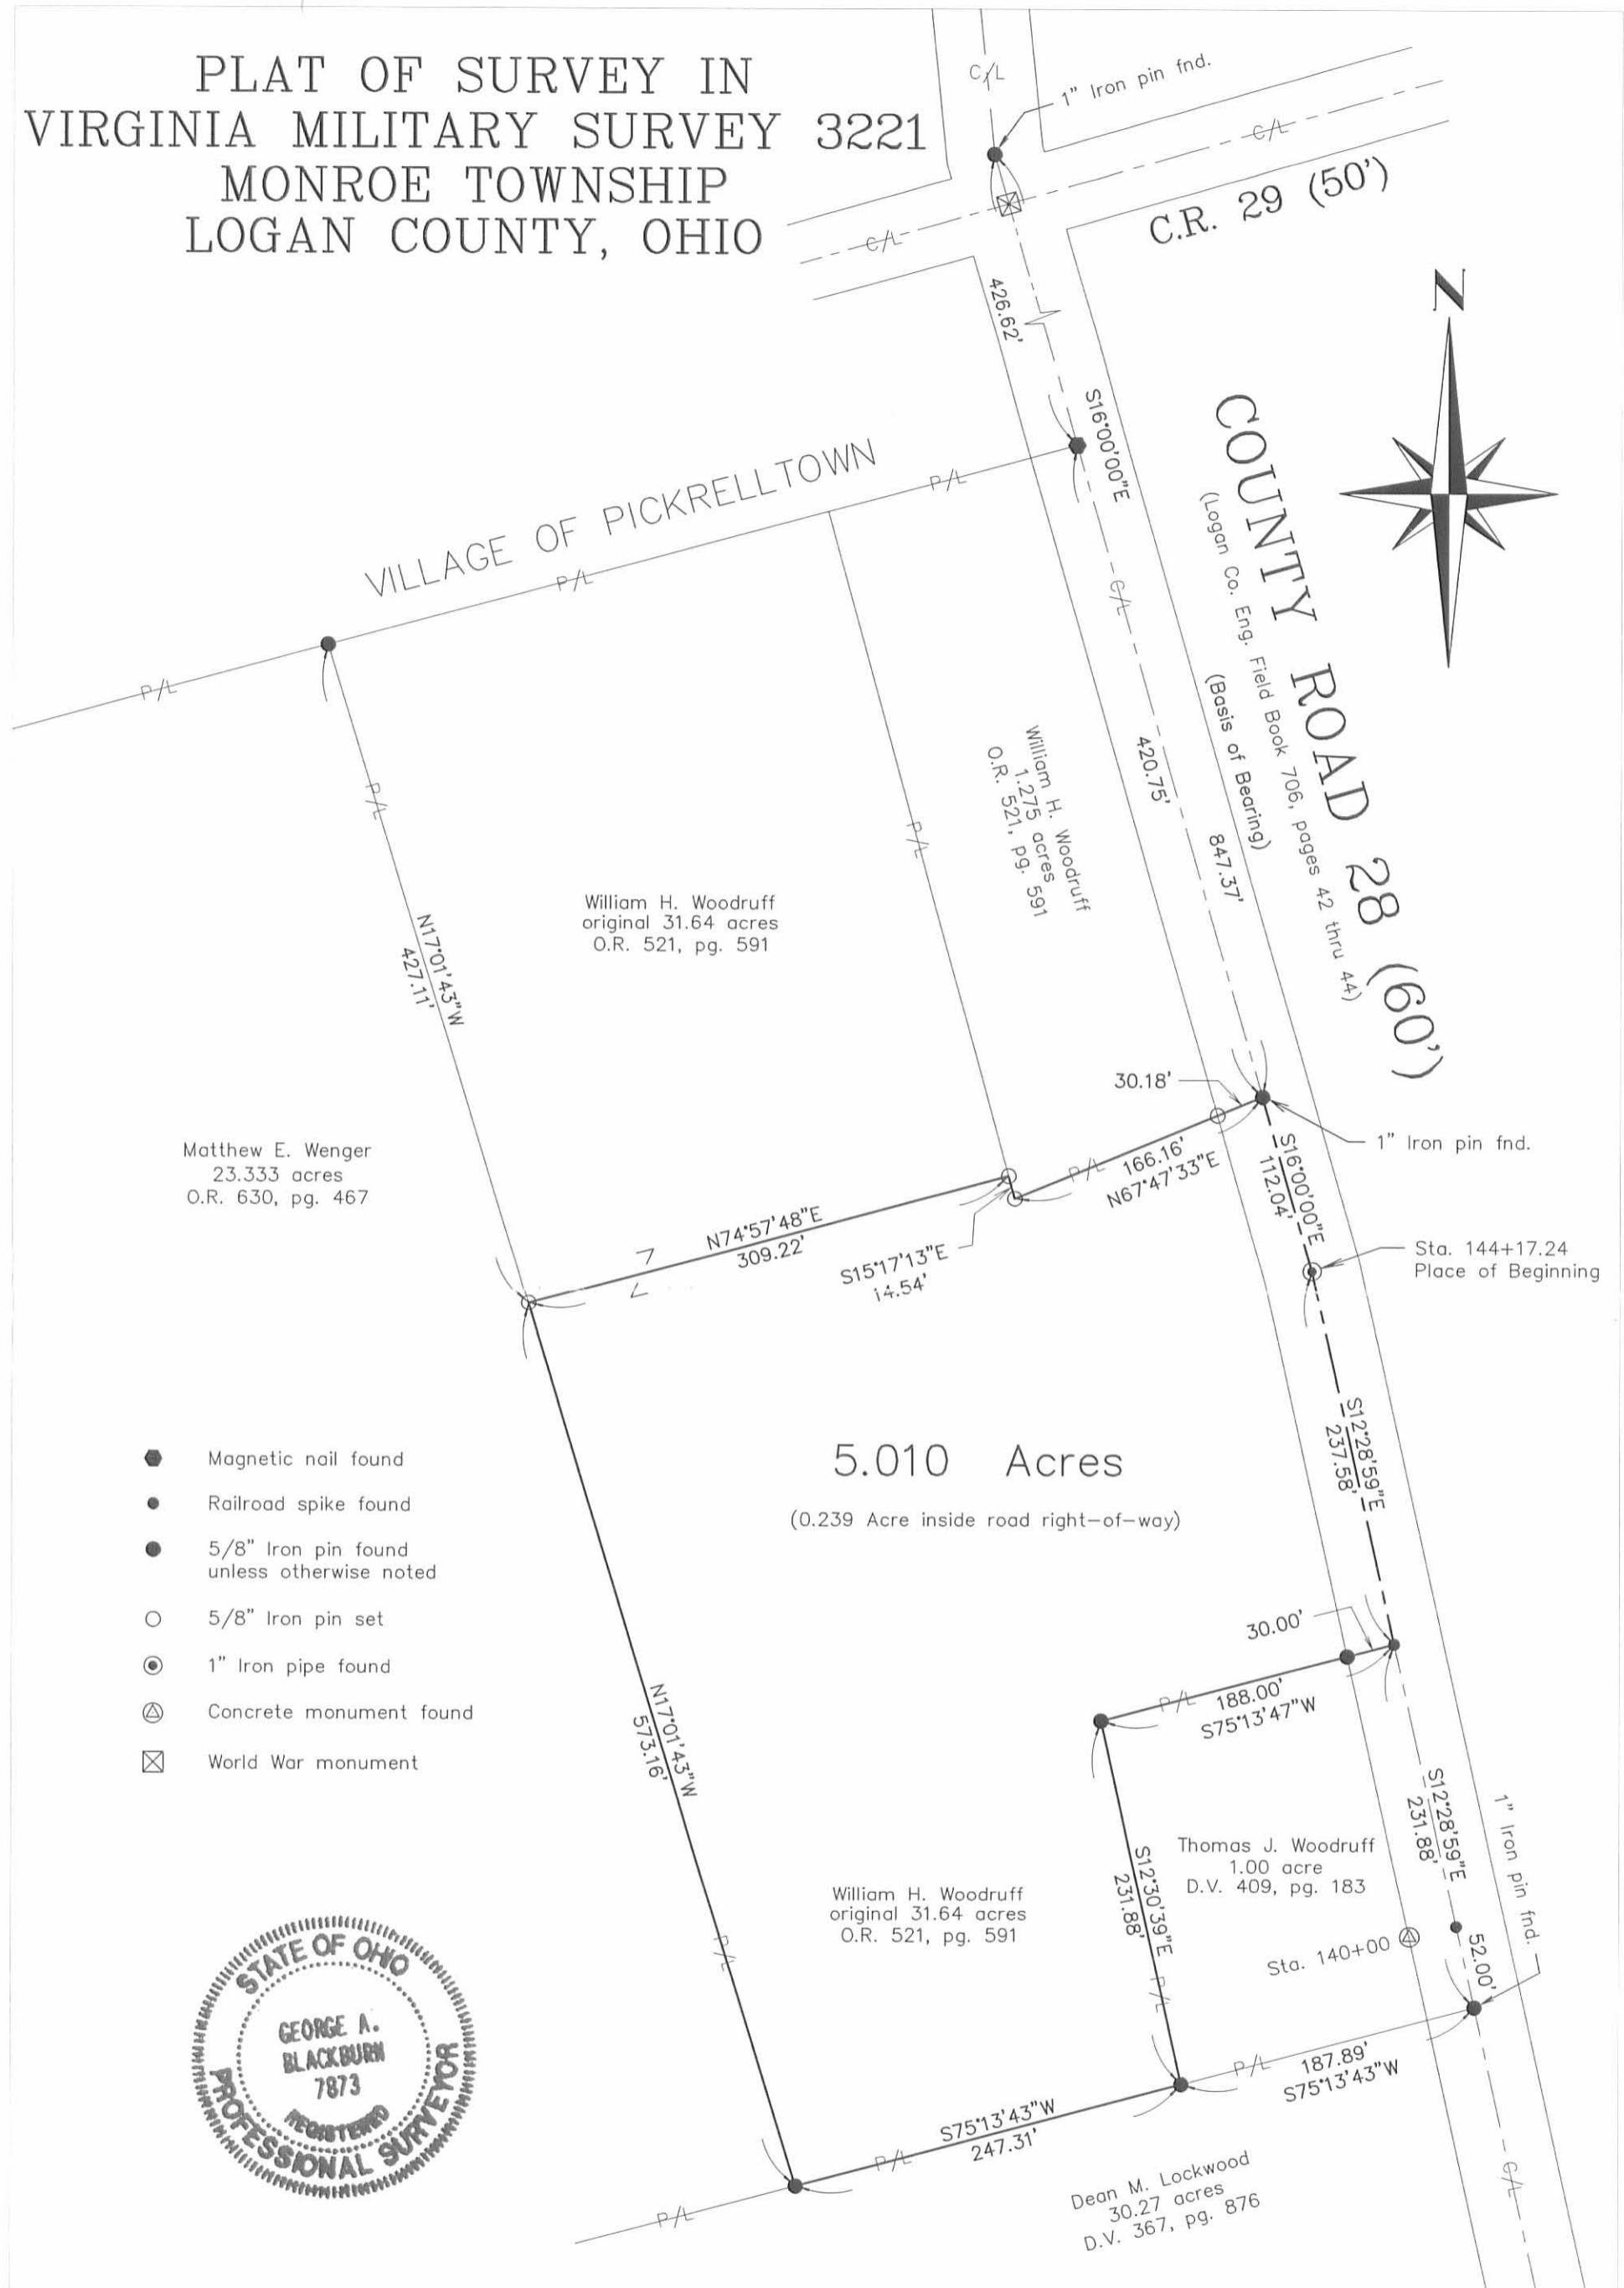 PLAT OF SURVEY IN
VIRGINIA MILITARY SURVEY 3221
MONROE TOWNSHIP
LOGAN COUNTY, OHIO
C/L
1" Iron pin fnd.
C/L
C/L
C.R. 29 (50')
N
426.62'
S16°00'00"E
COUNTY ROAD 28 (60')
(Logan Co. Eng. Field Book 706, pages 42 thru 44)
(Basis of Bearing)
VILLAGE OF PICKRELLTOWN
P/L
P/L
P/L
C/L
420.75'
847.37'
P/L
P/L
William H. Woodruff
1.275 acres
O.R. 521, pg. 591
William H. Woodruff
original 31.64 acres
O.R. 521, pg. 591
N17°01'43"W
427.11'
30.18'
1" Iron pin fnd.
Matthew E. Wenger
23.333 acres
O.R. 630, pg. 467
P/L
166.16'
N67°47'33"E
S16°00'00"E
112.04'
N74°57'48"E
309.22'
S15°17'13"E
14.54'
Sta. 144+17.24
Place of Beginning
S12°28'59"E
237.58'
5.010 Acres
(0.239 Acre inside road right-of-way)
Magnetic nail found
Railroad spike found
5/8" Iron pin found
unless otherwise noted
5/8" Iron pin set
1" Iron pipe found
Concrete monument found
World War monument
30.00'
P/L
188.00'
S75°13'47"W
N17°01'43"W
573.16'
S12°28'59"E
231.88'
1" Iron pin fnd.
Thomas J. Woodruff
1.00 acre
D.V. 409, pg. 183
S12°30'39"E
231.88'
P/L
William H. Woodruff
original 31.64 acres
O.R. 521, pg. 591
P/L
Sta. 140+00
52.00'
P/L
187.89'
S75°13'43"W
S75°13'43"W
247.31'
P/L
P/L
C/L
Dean M. Lockwood
30.27 acres
D.V. 367, pg. 876
STATE OF OHIO
GEORGE A.
BLACKBURN
7873
REGISTERED
PROFESSIONAL SURVEYOR